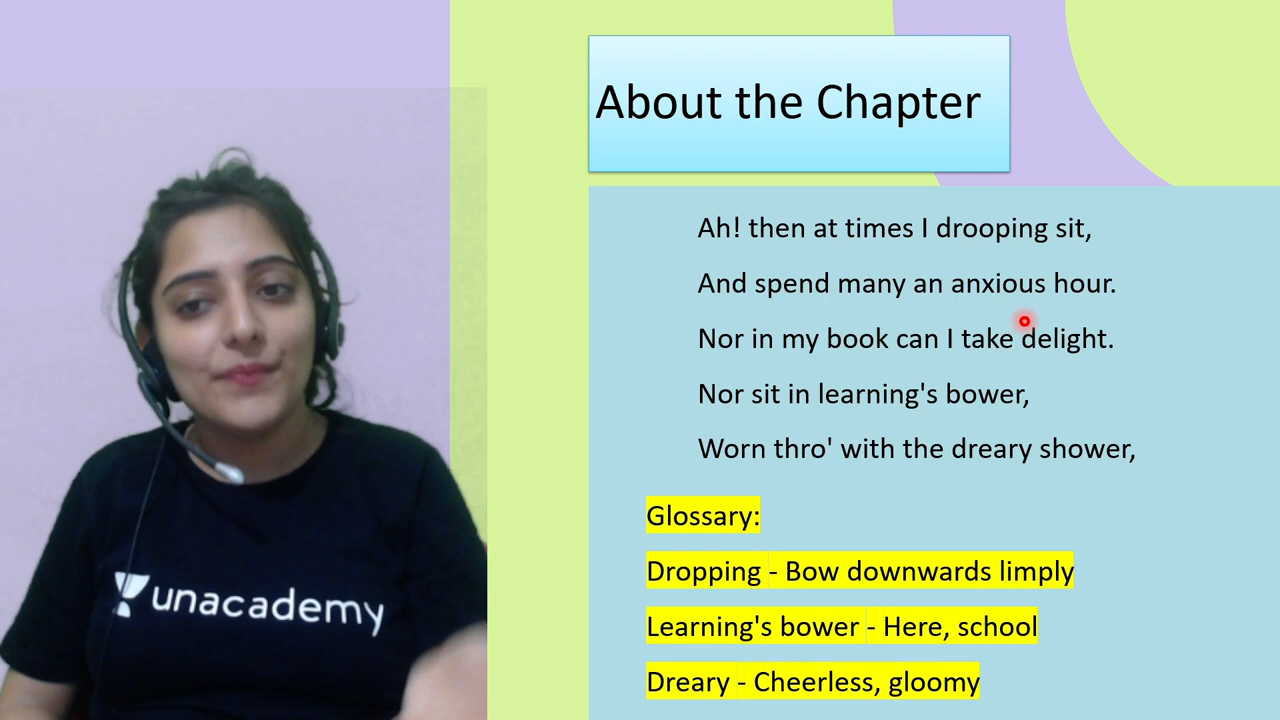 About the Chapter
Ah! then at times I drooping sit,
And spend many an anxious hour.
Nor in my book can I take delight.
Nor sit in learning's bower,
Worn thro' with the dreary shower,
Glossary:
Dropping - Bow downwards limply
Learning's bower - Here, school
Dreary - Cheerless, gloomy
unacademy